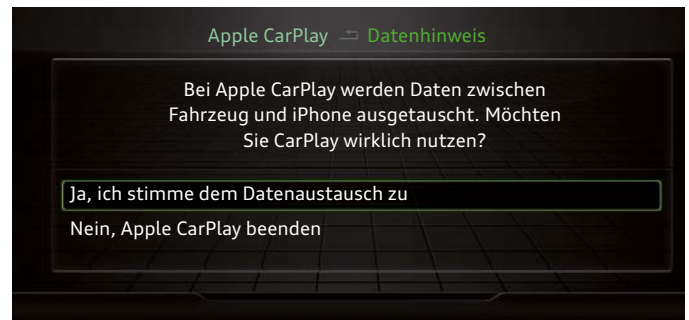 Apple CarPlay Datenhinweis
Bei Apple CarPlay werden Daten zwischen
Fahrzeug und iPhone ausgetauscht. Möchten
Sie CarPlay wirklich nutzen?
Ja, ich stimme dem Datenaustausch zu
Nein, Apple CarPlay beenden